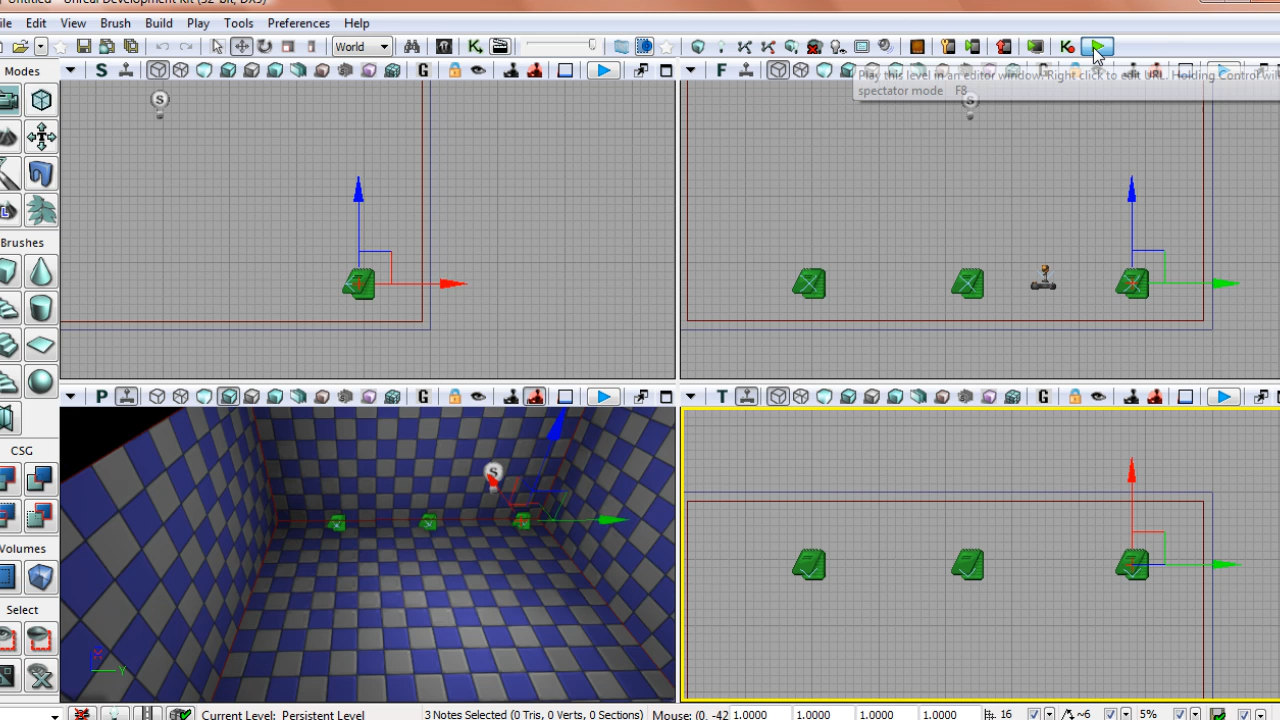 Untitled - Unreal Development Kit (32-bit, DX9)
ile Edit View Brush Build Play Tools Preferences Help
World
Modes
S G
F G
Play this level in an editor window. Right click to edit URL. Holding Control wil
spectator mode F8
S
S
Brushes
P G
T G
CSG
S
Volumes
Select
X
Y
Current Level: Persistent Level
3 Notes Selected (0 Tris, 0 Verts, 0 Sections)
Mouse: (0, -42
1.0000 1.0000 1.0000 1.0000
16
~6
5%